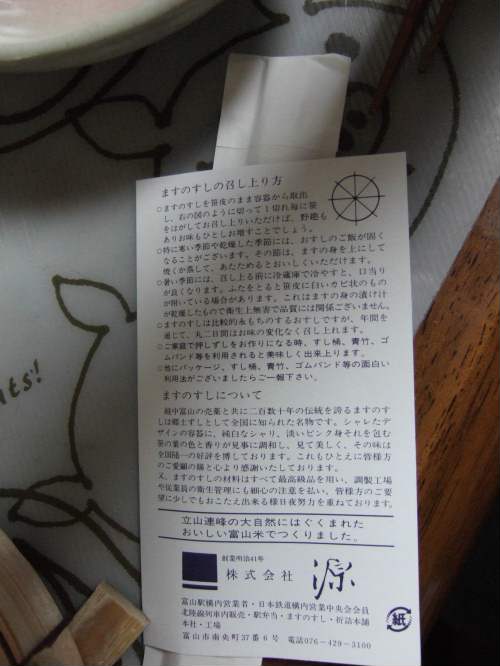 ますのすしの召し上り方
○ますのすしを笹皮のまま容器から取出
し、右の図のように切って1切れ毎に笹
をはがしてお召し上りいただけば、野趣も
ありお味もひとしお増すことでしょう。
○特に寒い季節や乾燥した季節には、おすしのご飯が固く
なることがございます。その節は、ますの身を上にして
焼くか蒸して、あたためるとおいしくいただけます。
○暑い季節には、召し上る前に冷蔵庫で冷やすと、口当り
が良くなります。ふたをとると笹皮に白いカビ状のもの
が附いている場合があります。これはますの身の漬け汁
が乾燥したもので衛生上無害で品質には関係ございません。
○ますのすしは比較的永もちのするおすしですが、年間を
通じて、丸二日間はお味の変化なく召し上れます。
○ご家庭で押しずしをお作りになる時、すし桶、青竹、ゴ
ムバンド等を利用されると美味しく出来上ります。
○他にパッケージ、すし桶、青竹、ゴムバンド等の面白い
利用法がございましたらご一報下さい。
ますのすしについて
越中富山の売薬と共に二百数十年の伝統を誇るますのす
しは郷土すしとして全国に知られた名物です。シャレたデ
ザインの容器に、純白なシャリ、淡いピンク身それを包む
笹の葉の色と香りが見事に調和し、見て美しく、その味は
全国随一の好評を博しております。これもひとえに皆様方
のご愛顧の賜と心より感謝いたしております。
又、ますのすしの材料はすべて最高級品を用い、調製工場
や従業員の衛生管理にも細心の注意を払い、皆様方のご要
望に少しでもおこたえ出来る様日夜努力を重ねております。
立山連峰の大自然にはぐくまれた
おいしい富山米でつくりました。
創業明治41年
株式会社 源
富山駅構内営業者・日本鉄道構内営業中央会会員
北陸線列車内販売・駅弁当・ますのすし・折詰料理
本社・工場
富山市南央町37番6号 電話076-429-3100
紙